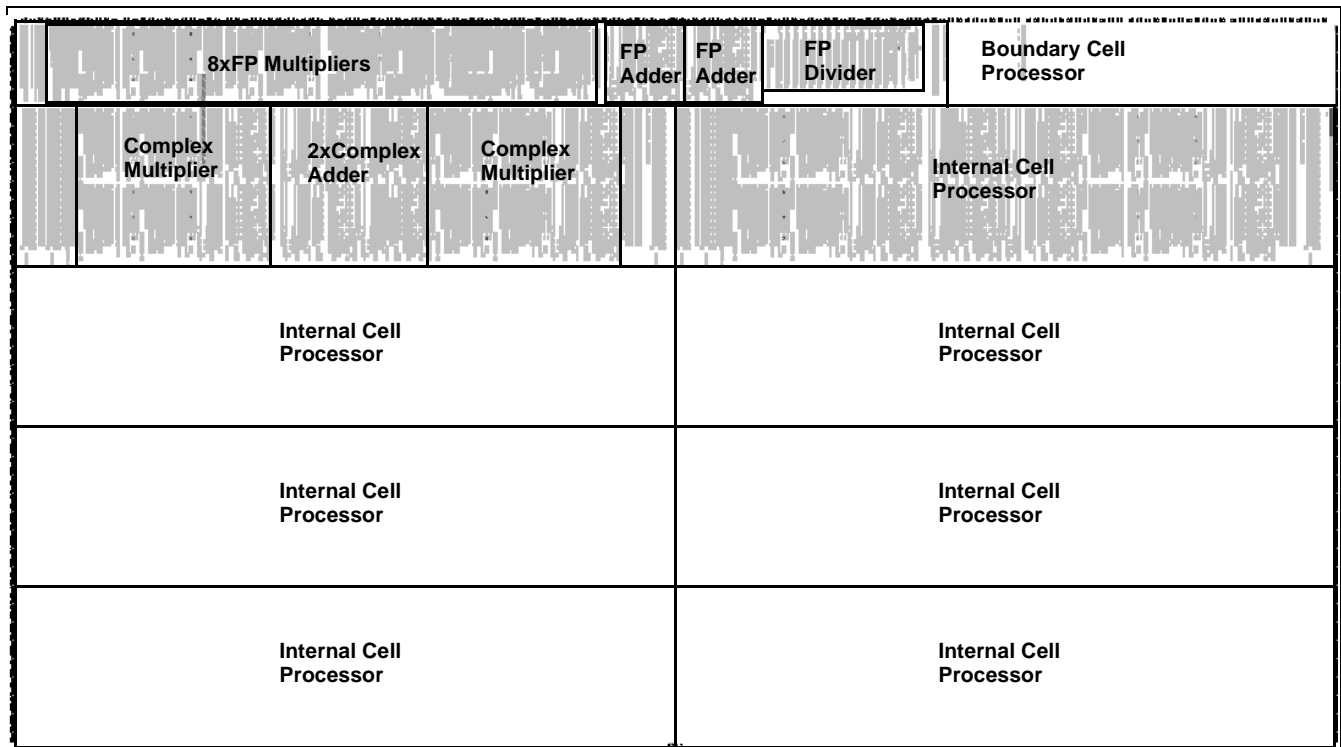 8xFP Multipliers
FP
Adder
FP
Adder
FP
Divider
Boundary Cell
Processor
Complex
Multiplier
2xComplex
Adder
Complex
Multiplier
Internal Cell
Processor
Internal Cell
Processor
Internal Cell
Processor
Internal Cell
Processor
Internal Cell
Processor
Internal Cell
Processor
Internal Cell
Processor